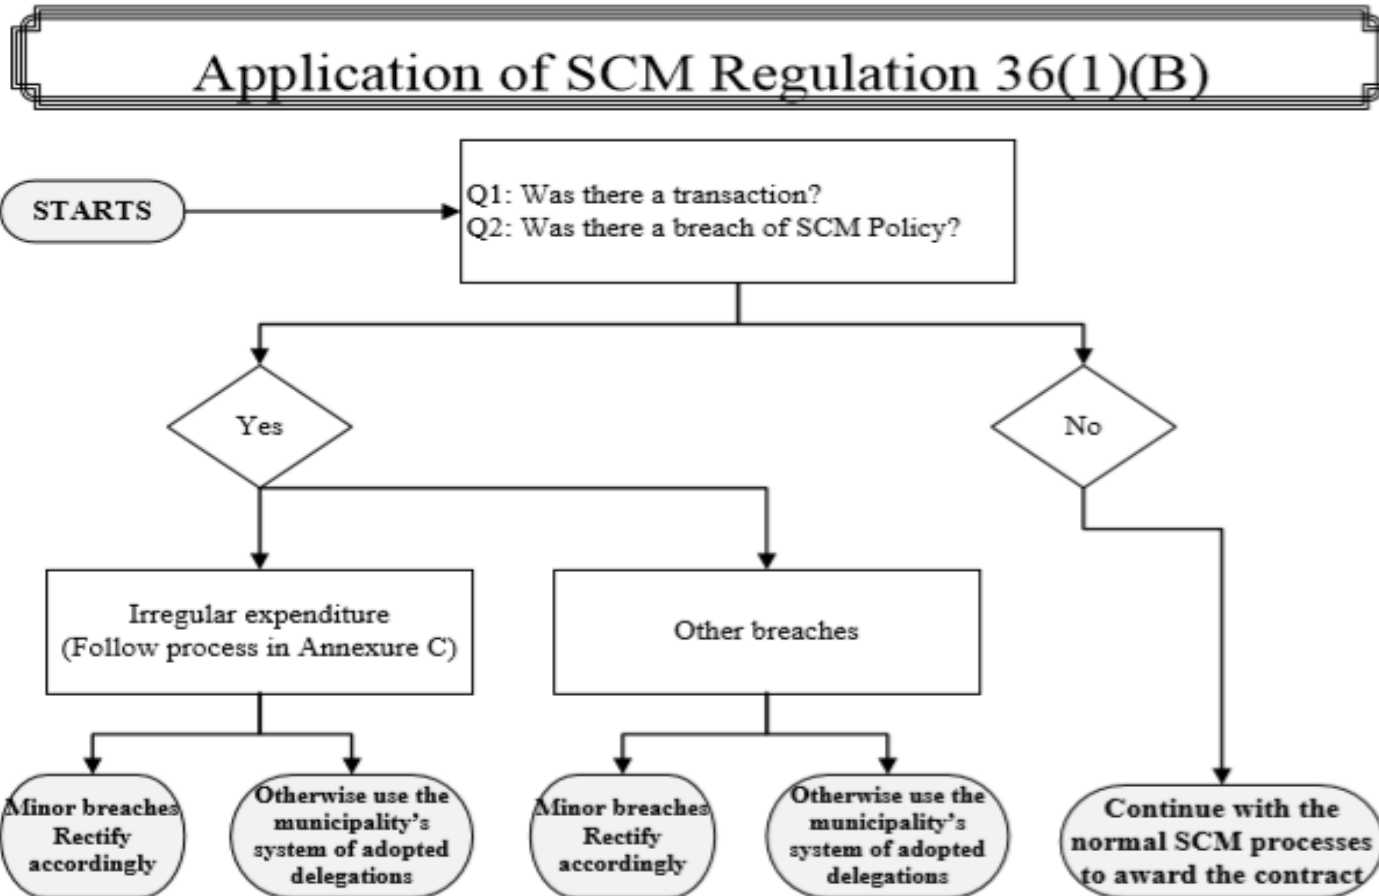 Application of SCM Regulation 36(1)(B)
STARTS
Q1: Was there a transaction?
Q2: Was there a breach of SCM Policy?
Yes
No
Irregular expenditure
(Follow process in Annexure C)
Other breaches
Minor breaches
Rectify
accordingly
Otherwise use the
municipality's
system of adopted
delegations
Minor breaches
Rectify
accordingly
Otherwise use the
municipality's
system of adopted
delegations
Continue with the
normal SCM processes
to award the contract